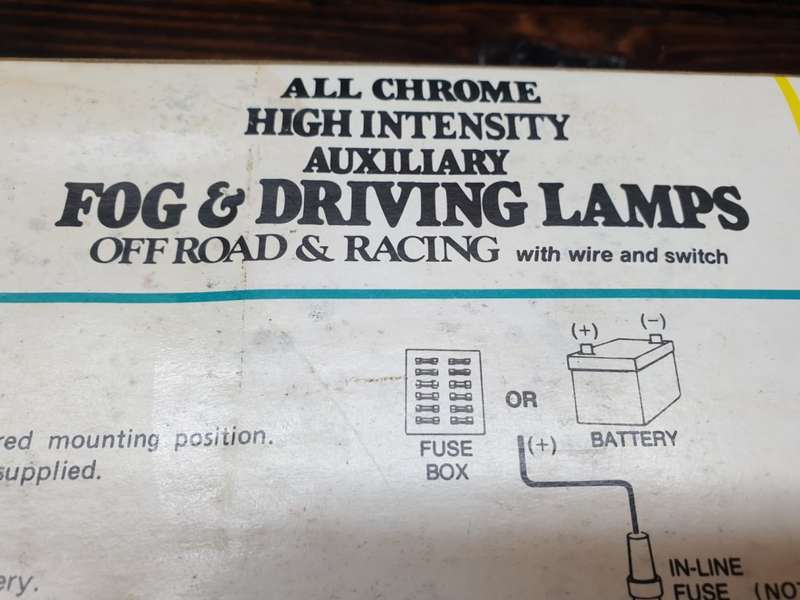 ALL CHROME
HIGH INTENSITY
AUXILIARY
FOG & DRIVING LAMPS
OFF ROAD & RACING with wire and switch
(+) (-)
OR
red mounting position.
FUSE BOX
(+) BATTERY
supplied.
IN-LINE
FUSE (NOT
ery.